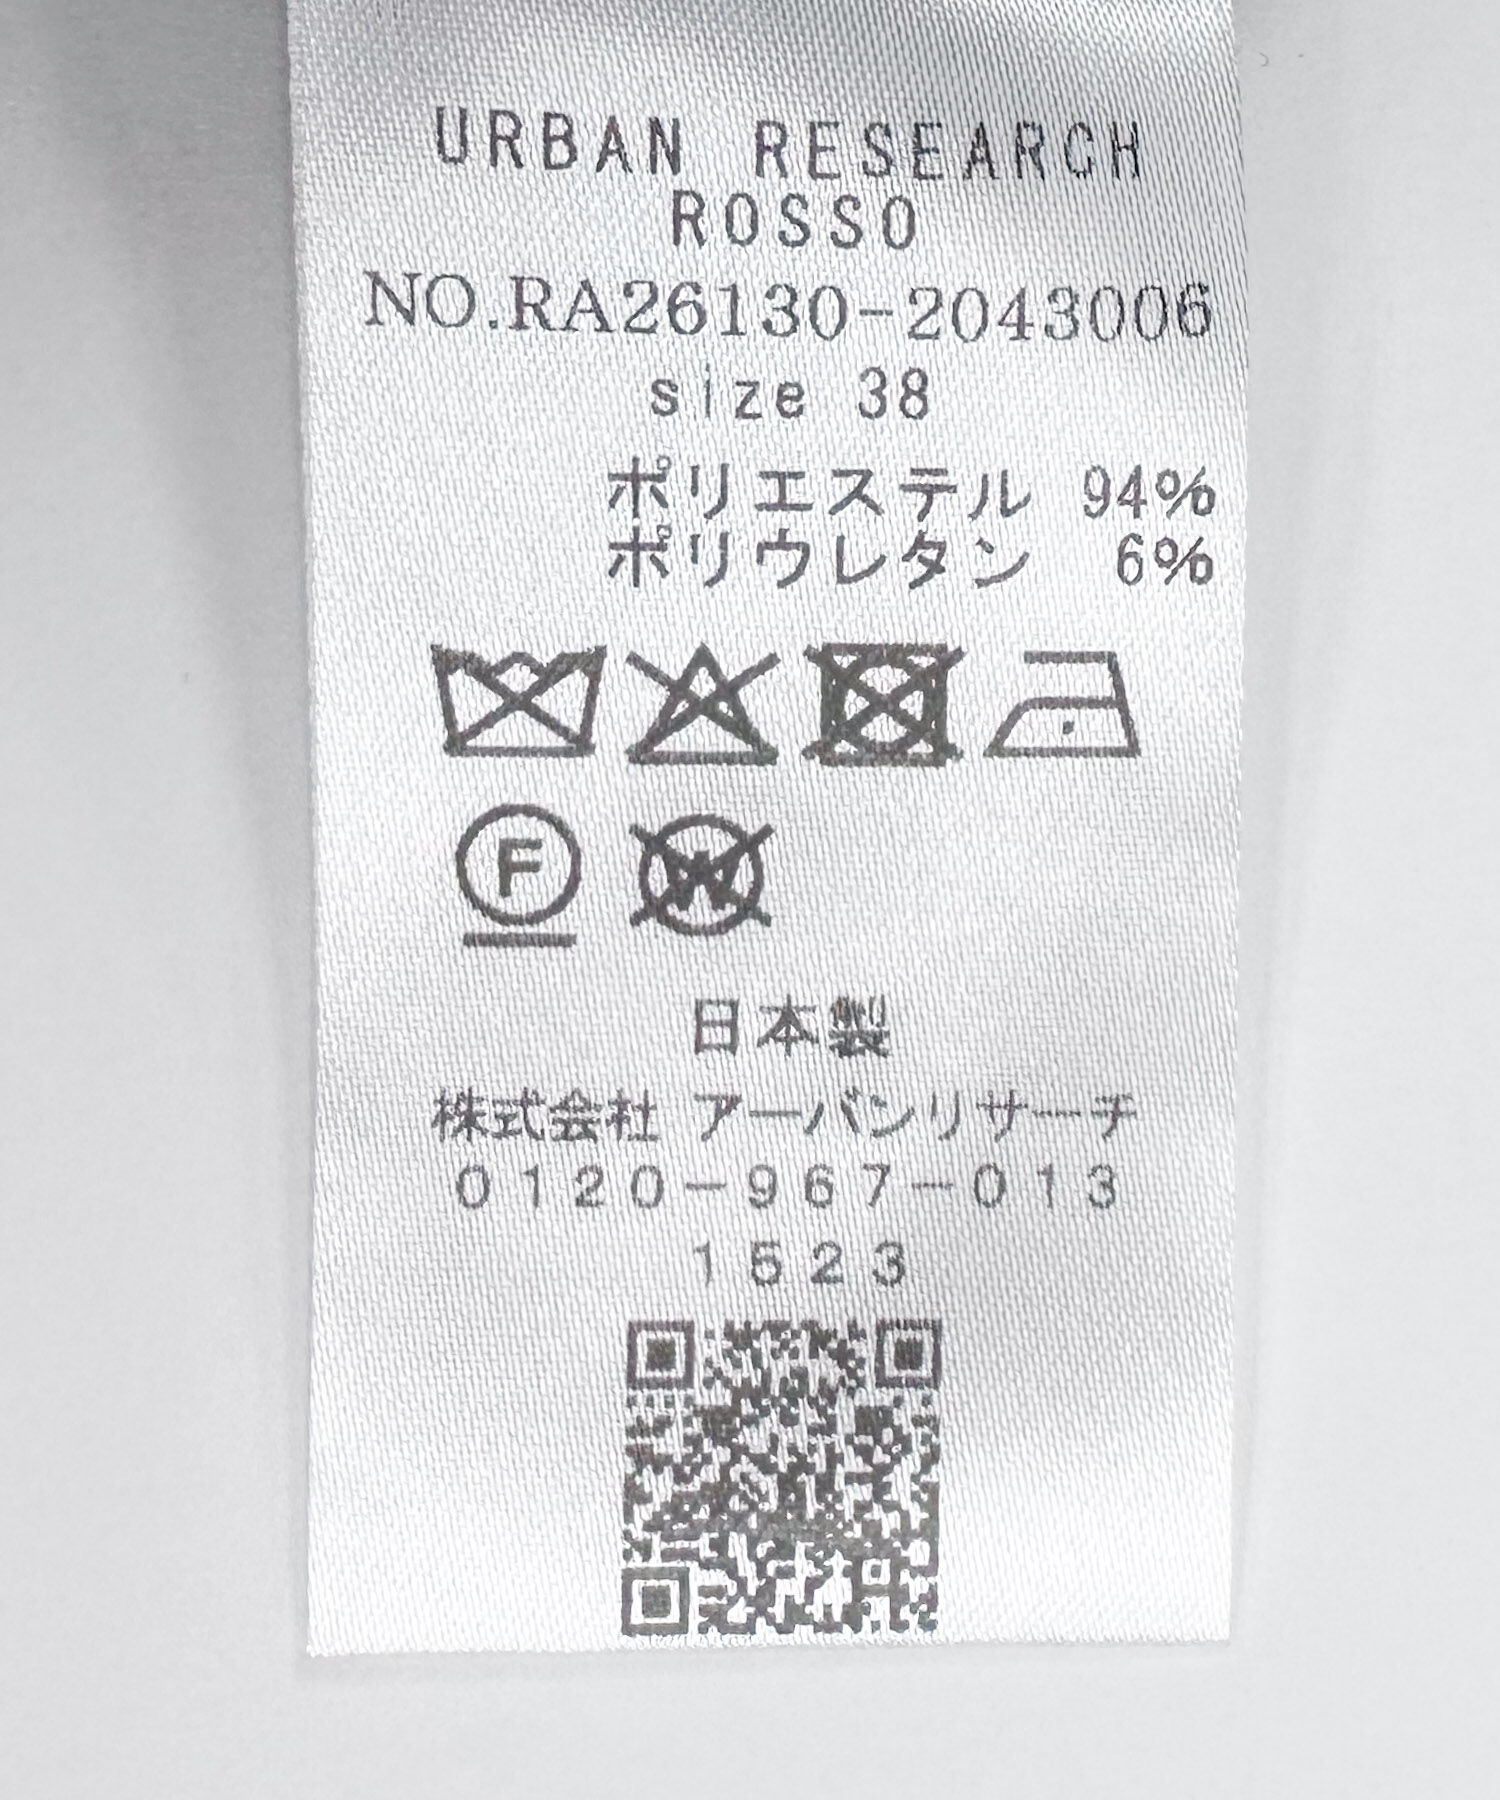 URBAN RESEARCH
ROSSO
NO.RA26130-2043006
size 38
ポリエステル 94%
ポリウレタン 6%
F
W
日本製
株式会社 アーバンリサーチ
0120-967-013
1523